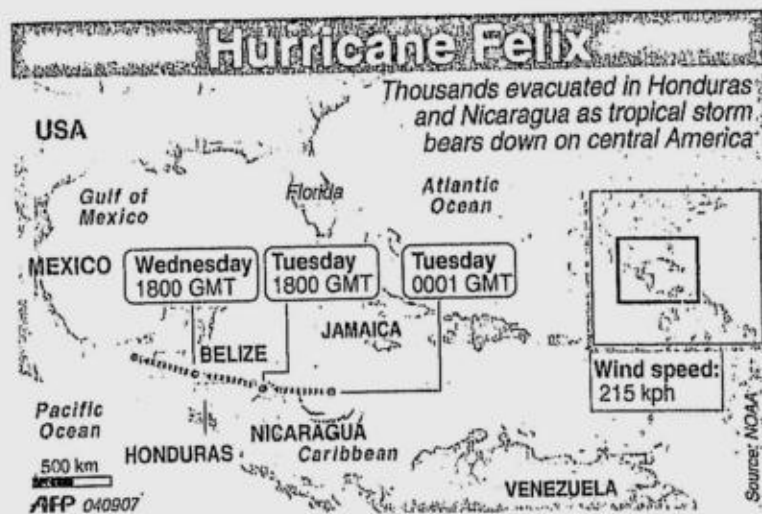 Hurricane Felix
Thousands evacuated in Honduras
and Nicaragua as tropical storm
bears down on central America
USA
Gulf of
Mexico
Florida
Atlantic
Ocean
MEXICO
Wednesday
1800 GMT
Tuesday
1800 GMT
Tuesday
0001 GMT
BELIZE
JAMAICA
Wind speed:
215 kph
Pacific
Ocean
HONDURAS
NICARAGUA
Caribbean
VENEZUELA
500 km
AFP 040907
Source: NOAA